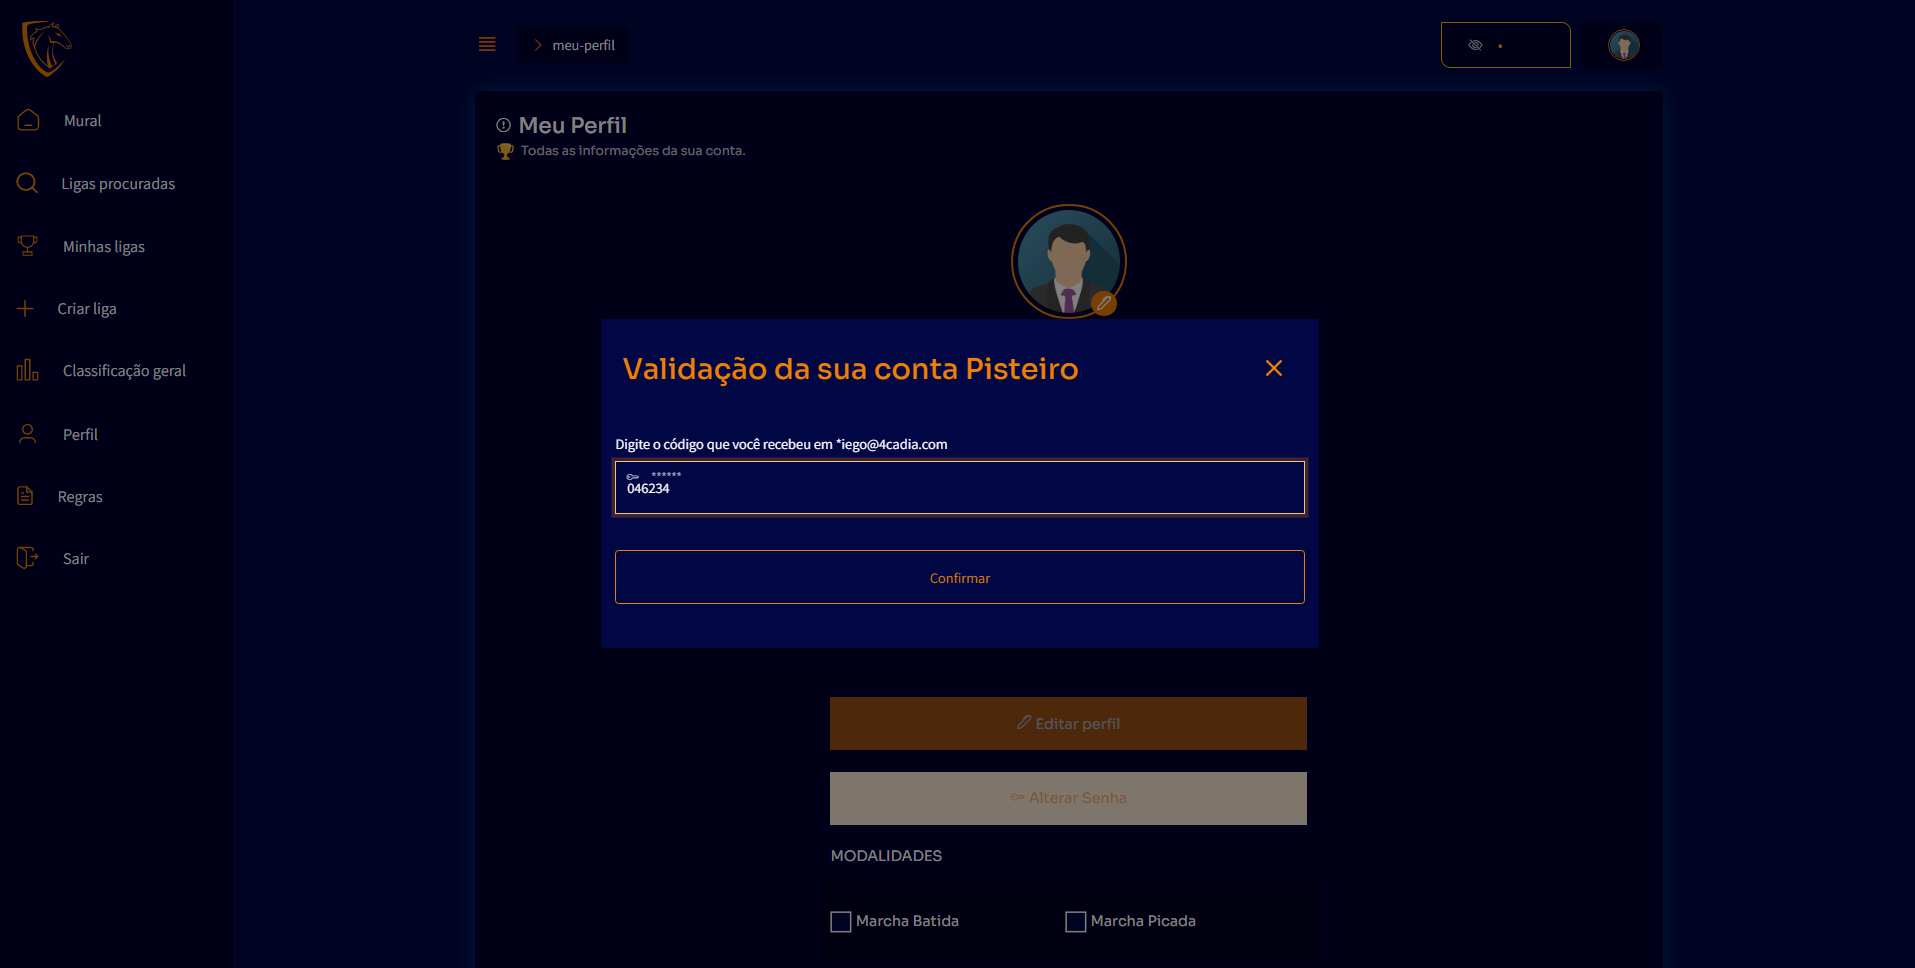 meu-perfil
Mural
Ligas procuradas
Minhas ligas
Criar liga
Classificação geral
Perfil
Regras
Sair
Meu Perfil
Todas as informações da sua conta.
Validação da sua conta Pisteiro
Digite o código que você recebeu em *iego@4cadia.com
******
046234
Confirmar
Editar perfil
Alterar Senha
MODALIDADES
Marcha Batida
Marcha Picada